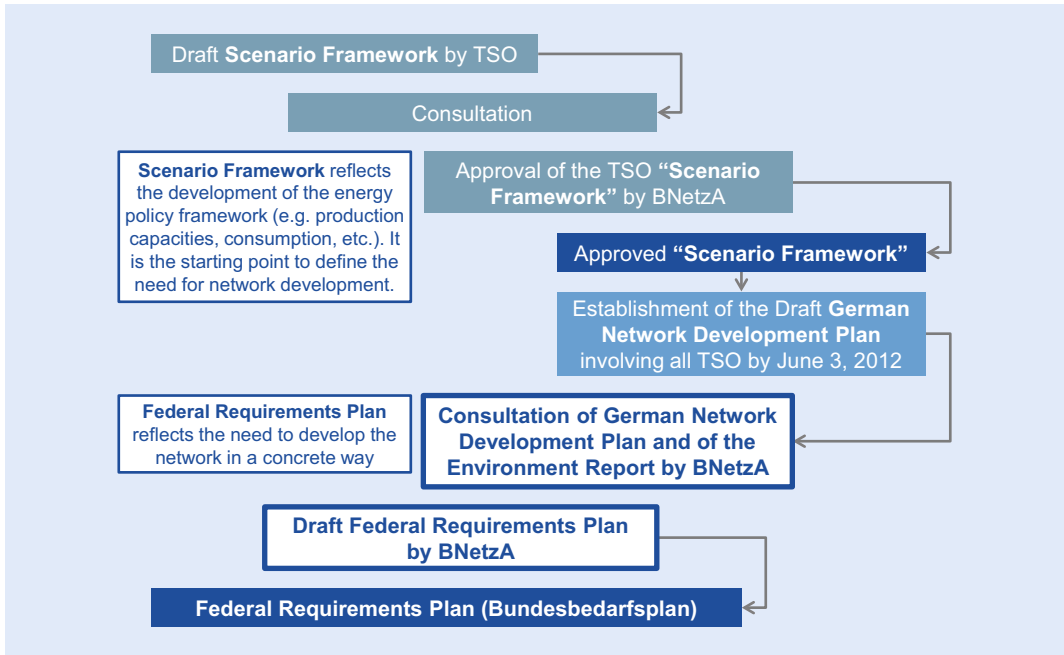 Draft Scenario Framework by TSO
Consultation
Scenario Framework reflects
the development of the energy
policy framework (e.g. production
capacities, consumption, etc.). It
is the starting point to define the
need for network development.
Approval of the TSO “Scenario
Framework” by BNetzA
Approved “Scenario Framework”
Establishment of the Draft German
Network Development Plan
involving all TSO by June 3, 2012
Federal Requirements Plan
reflects the need to develop the
network in a concrete way
Consultation of German Network
Development Plan and of the
Environment Report by BNetzA
Draft Federal Requirements Plan
by BNetzA
Federal Requirements Plan (Bundesbedarfsplan)